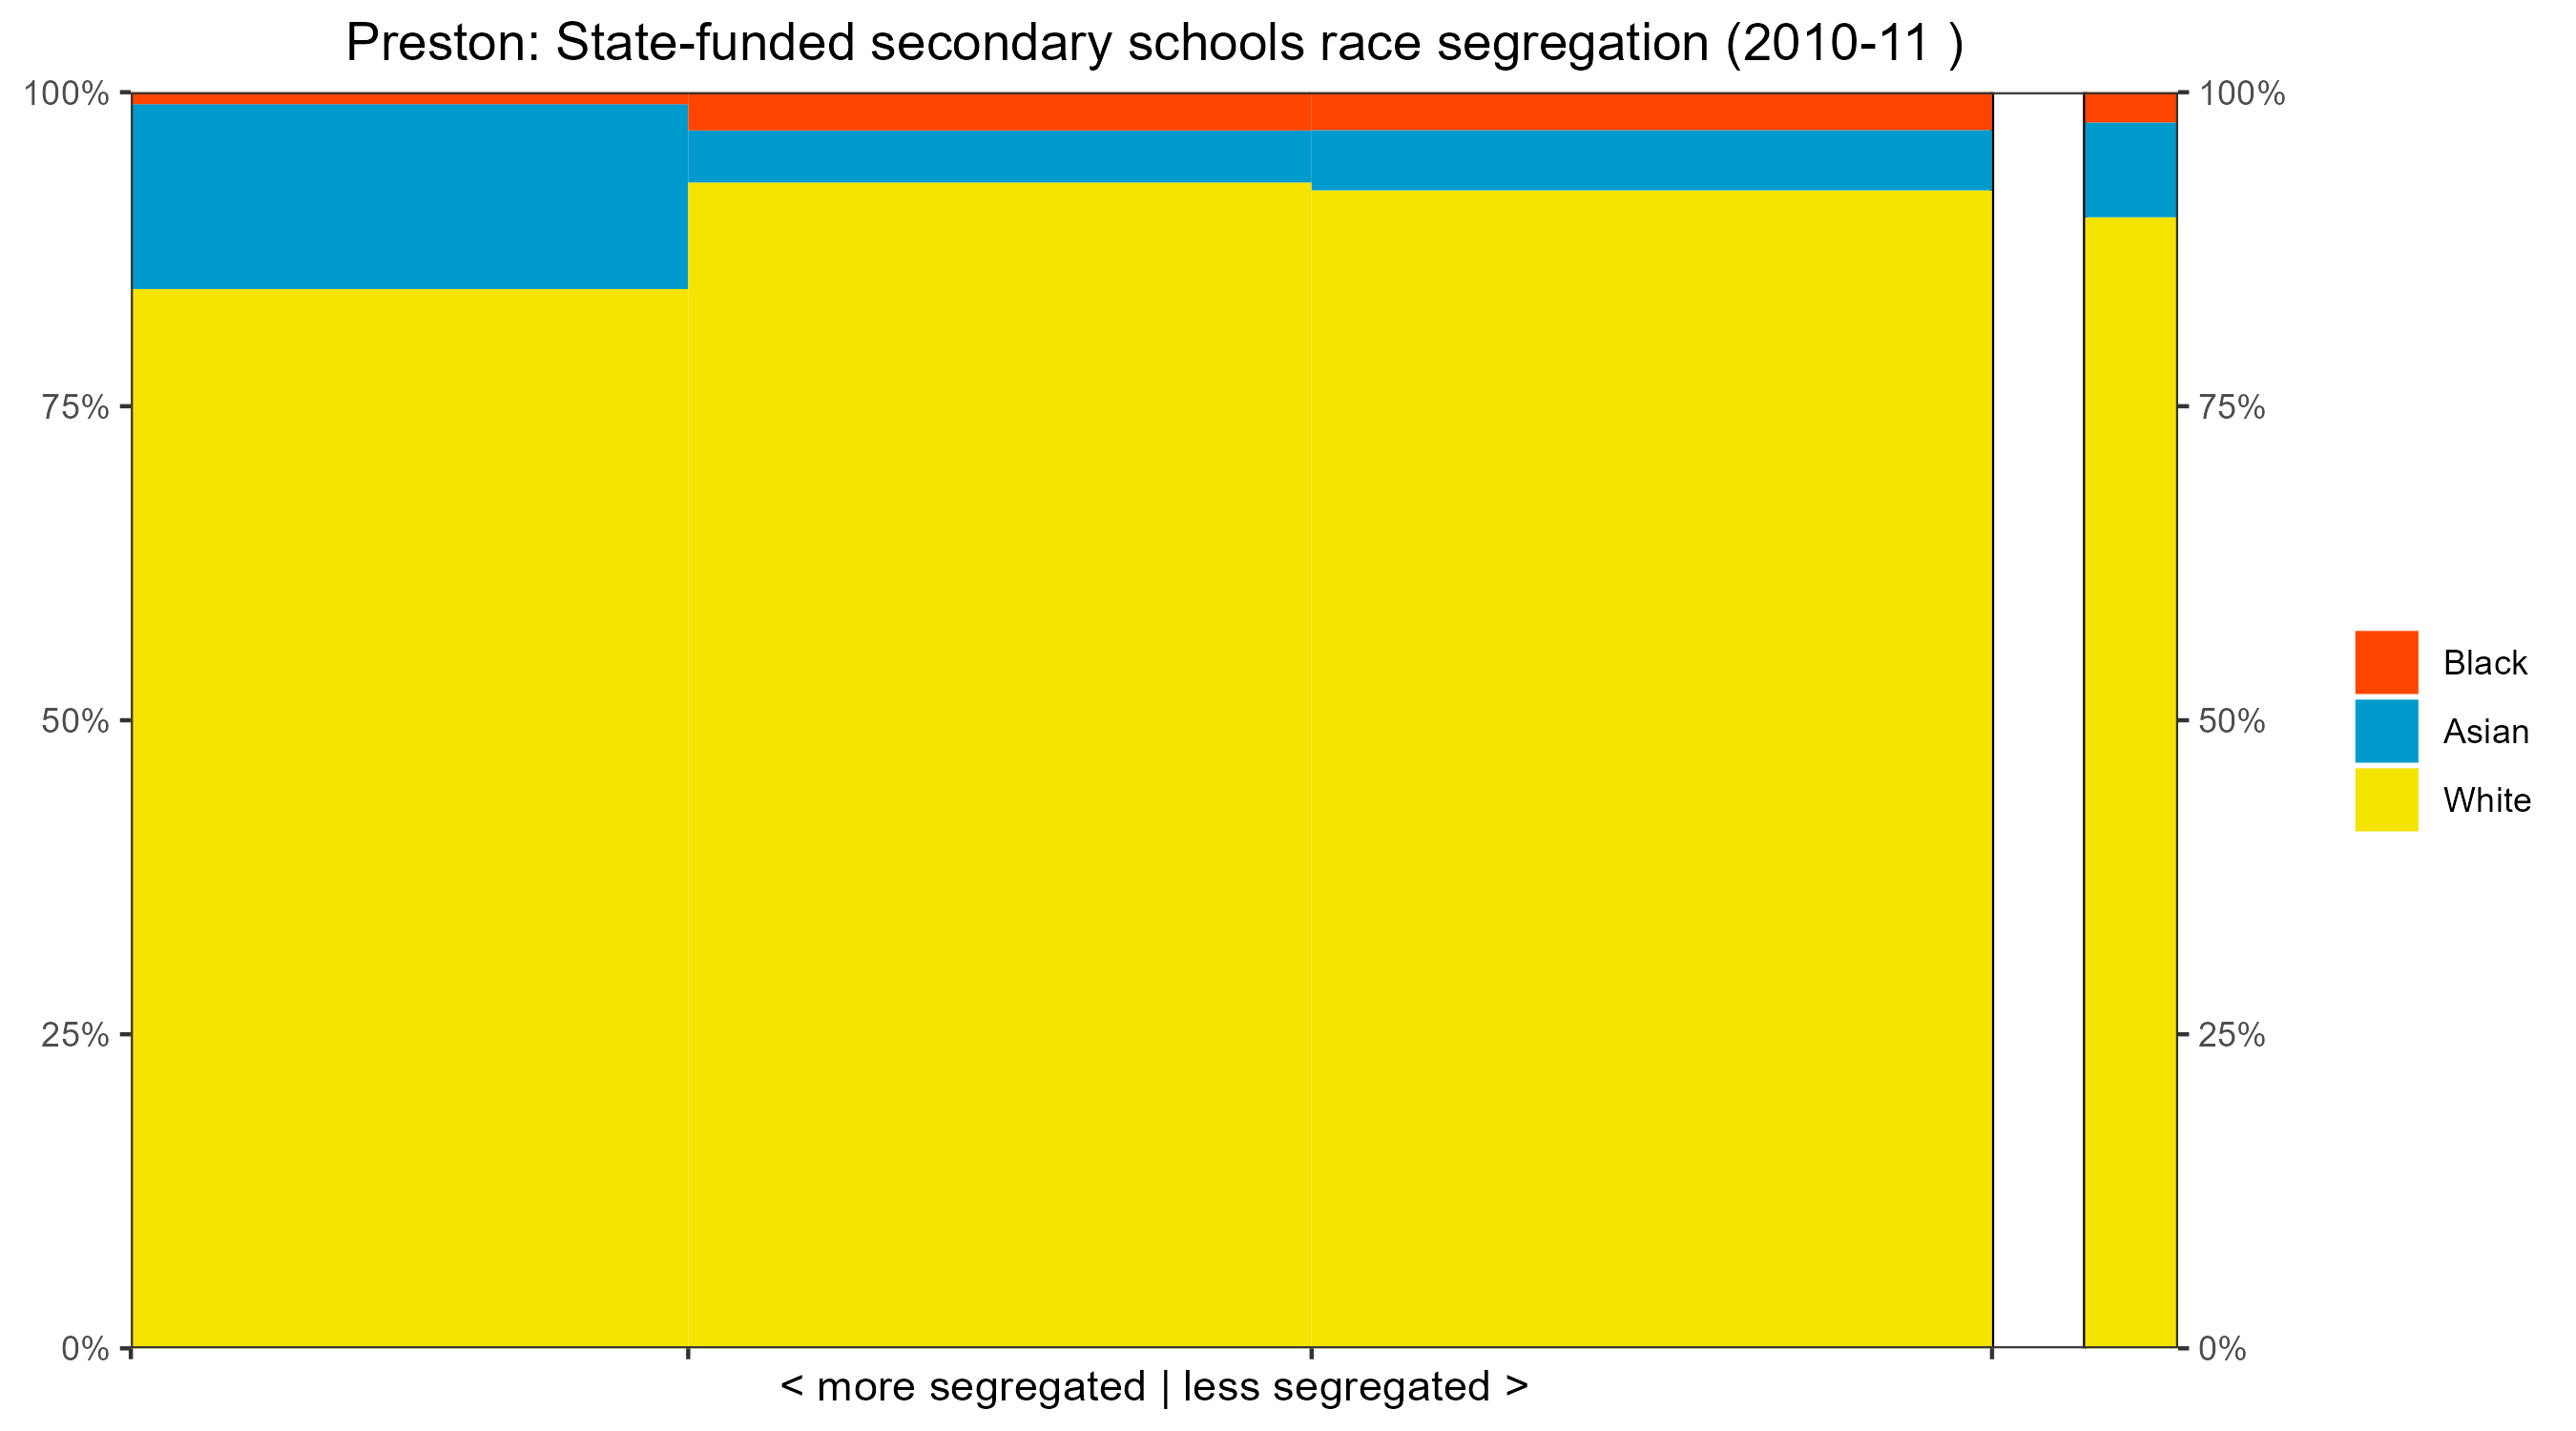 Preston: State-funded secondary schools race segregation (2010-11 )
100%
75%
50%
25%
0%
100%
75%
50%
25%
0%
Black
Asian
White
< more segregated | less segregated >